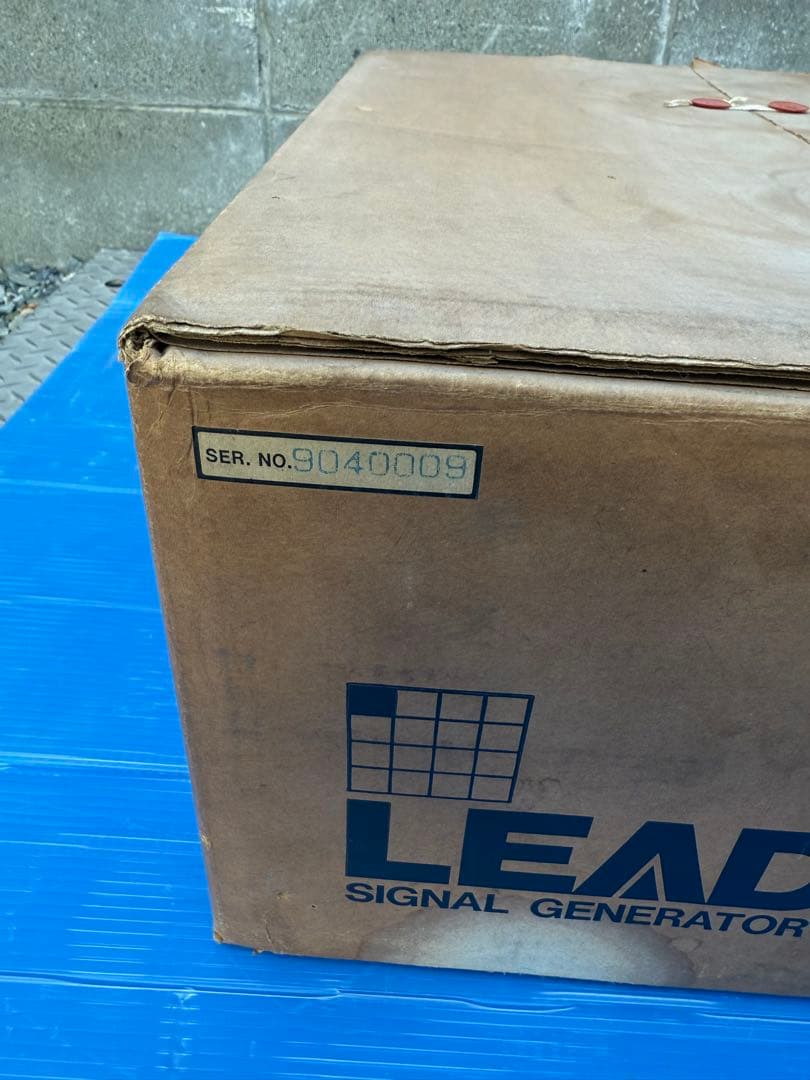 SER. NO.9040009
LEAD
SIGNAL GENERATOR